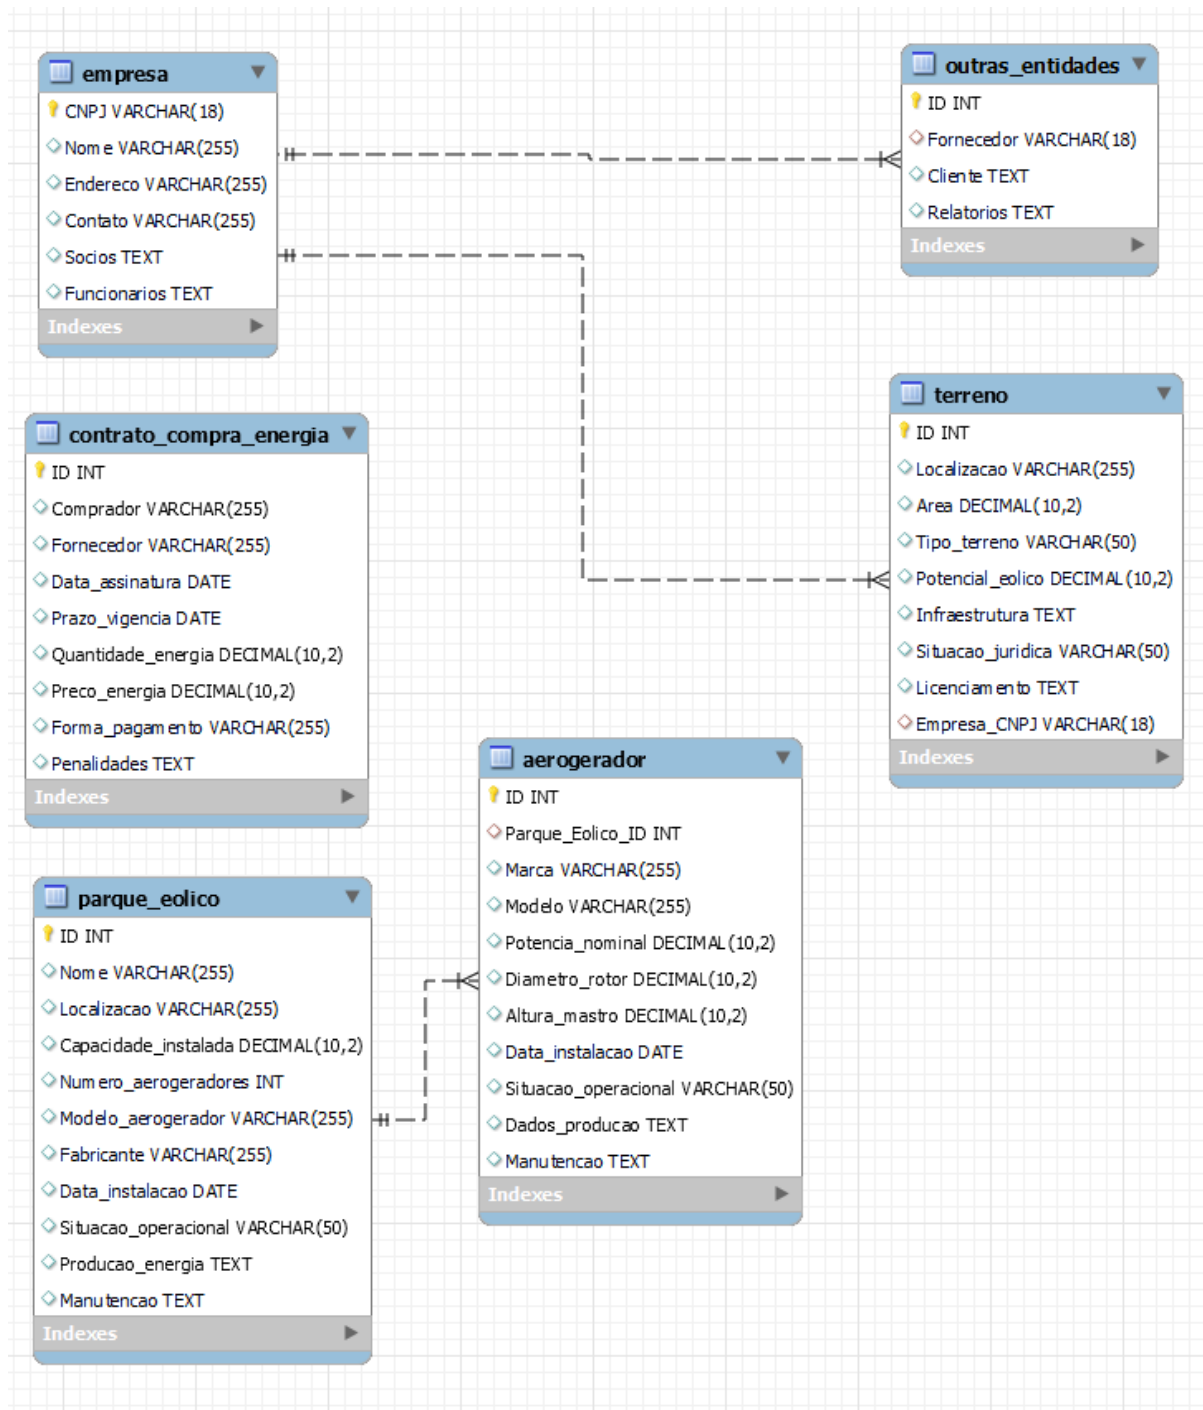 empresa
CNPJ VARCHAR(18)
Nome VARCHAR(255)
Endereco VARCHAR(255)
Contato VARCHAR(255)
Socios TEXT
Funcionarios TEXT
Indexes
outras_entidades
ID INT
Fornecedor VARCHAR(18)
Cliente TEXT
Relatorios TEXT
Indexes
contrato_compra_energia
ID INT
Comprador VARCHAR(255)
Fornecedor VARCHAR(255)
Data_assinatura DATE
Prazo_vigencia DATE
Quantidade_energia DECIMAL(10,2)
Preco_energia DECIMAL(10,2)
Forma_pagamento VARCHAR(255)
Penalidades TEXT
Indexes
terreno
ID INT
Localizacao VARCHAR(255)
Area DECIMAL(10,2)
Tipo_terreno VARCHAR(50)
Potencial_eolico DECIMAL(10,2)
Infraestrutura TEXT
Situacao_juridica VARCHAR(50)
Licenciamento TEXT
Empresa_CNPJ VARCHAR(18)
Indexes
aerogerador
ID INT
Parque_Eolico_ID INT
Marca VARCHAR(255)
Modelo VARCHAR(255)
Potencia_nominal DECIMAL(10,2)
Diametro_rotor DECIMAL(10,2)
Altura_mastro DECIMAL(10,2)
Data_instalacao DATE
Situacao_operacional VARCHAR(50)
Dados_producao TEXT
Manutencao TEXT
Indexes
parque_eolico
ID INT
Nome VARCHAR(255)
Localizacao VARCHAR(255)
Capacidade_instalada DECIMAL(10,2)
Numero_aerogeradores INT
Modelo_aerogerador VARCHAR(255)
Fabricante VARCHAR(255)
Data_instalacao DATE
Situacao_operacional VARCHAR(50)
Producao_energia TEXT
Manutencao TEXT
Indexes